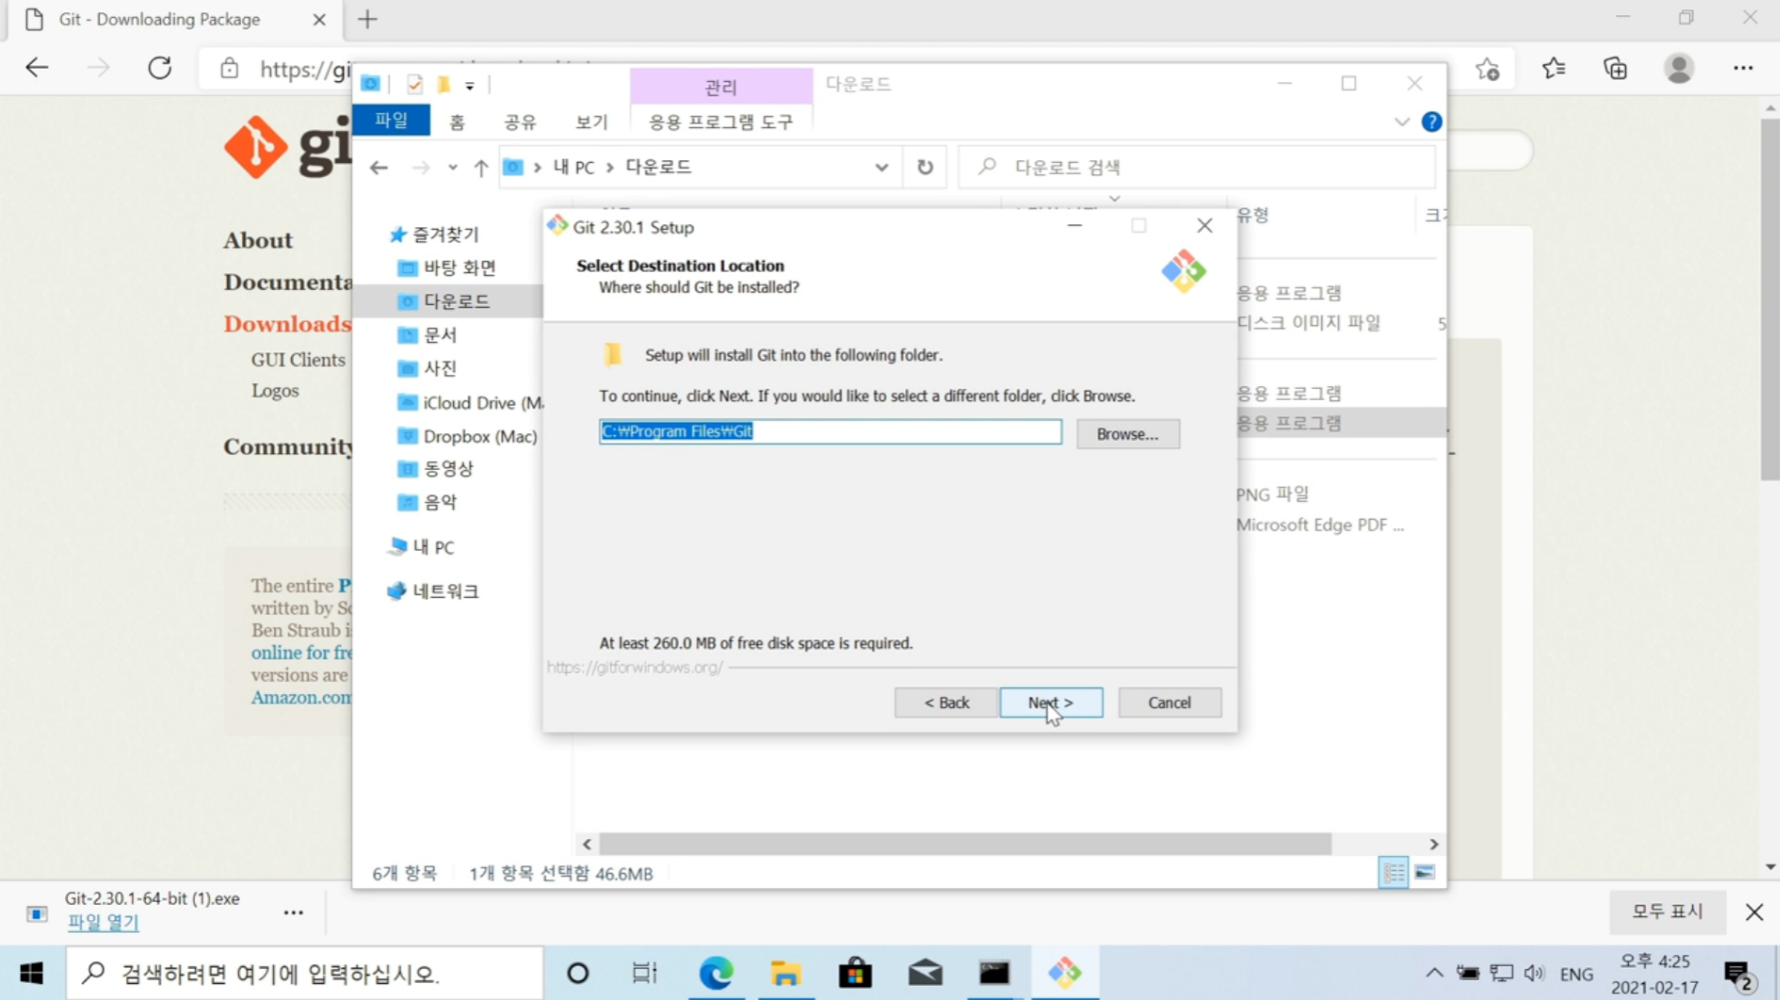 Git - Downloading Package
https://gi
git
About
Documenta
Downloads
GUI Clients
Logos
Community
The entire P
written by Sc
Ben Straub i
online for fre
versions are
Amazon.com
관리
다운로드
파일
홈
공유
보기
응용 프로그램 도구
내 PC > 다운로드
다운로드 검색
유형
즐겨찾기
바탕 화면
다운로드
문서
사진
iCloud Drive (M
Dropbox (Mac)
동영상
음악
내 PC
네트워크
Git 2.30.1 Setup
Select Destination Location
Where should Git be installed?
Setup will install Git into the following folder.
To continue, click Next. If you would like to select a different folder, click Browse.
C:₩Program Files₩Git
Browse...
At least 260.0 MB of free disk space is required.
https://gitforwindows.org/
< Back
Next >
Cancel
응용 프로그램
디스크 이미지 파일
5
응용 프로그램
응용 프로그램
PNG 파일
Microsoft Edge PDF ...
6개 항목
1개 항목 선택함 46.6MB
Git-2.30.1-64-bit (1).exe
파일 열기
모두 표시
검색하려면 여기에 입력하십시오.
ENG
오후 4:25
2021-02-17
2